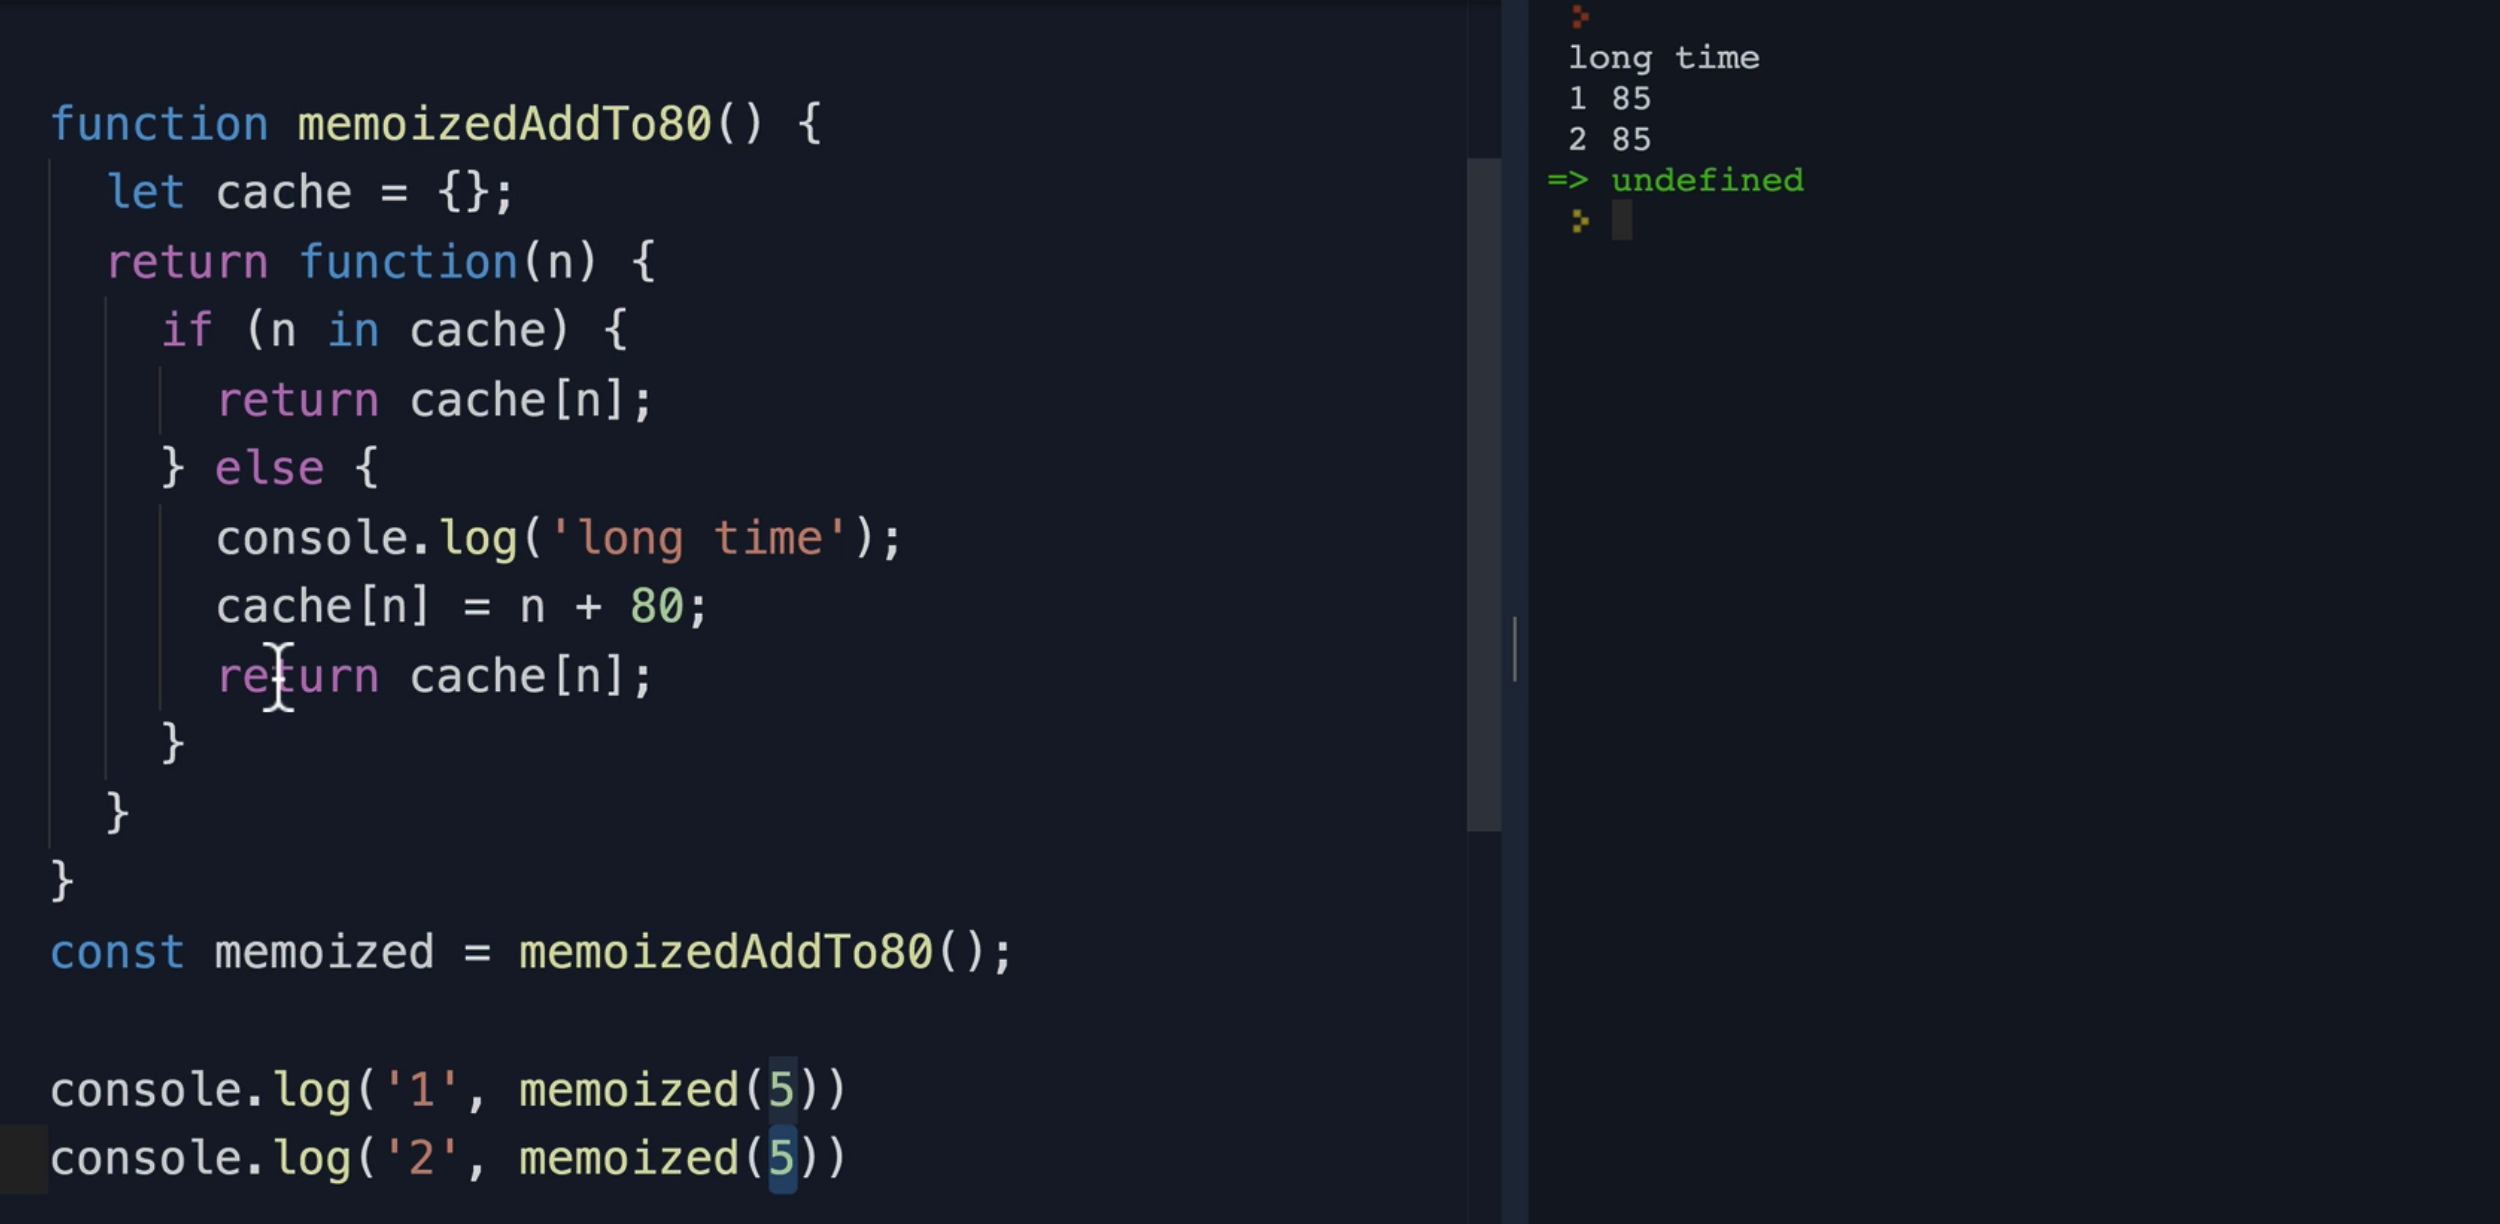 function memoizedAddTo80() {
  let cache = {};
  return function(n) {
    if (n in cache) {
      return cache[n];
    } else {
      console.log('long time');
      cache[n] = n + 80;
      return cache[n];
    }
  }
}
const memoized = memoizedAddTo80();
console.log('1', memoized(5))
console.log('2', memoized(5))
long time
1 85
2 85
=> undefined